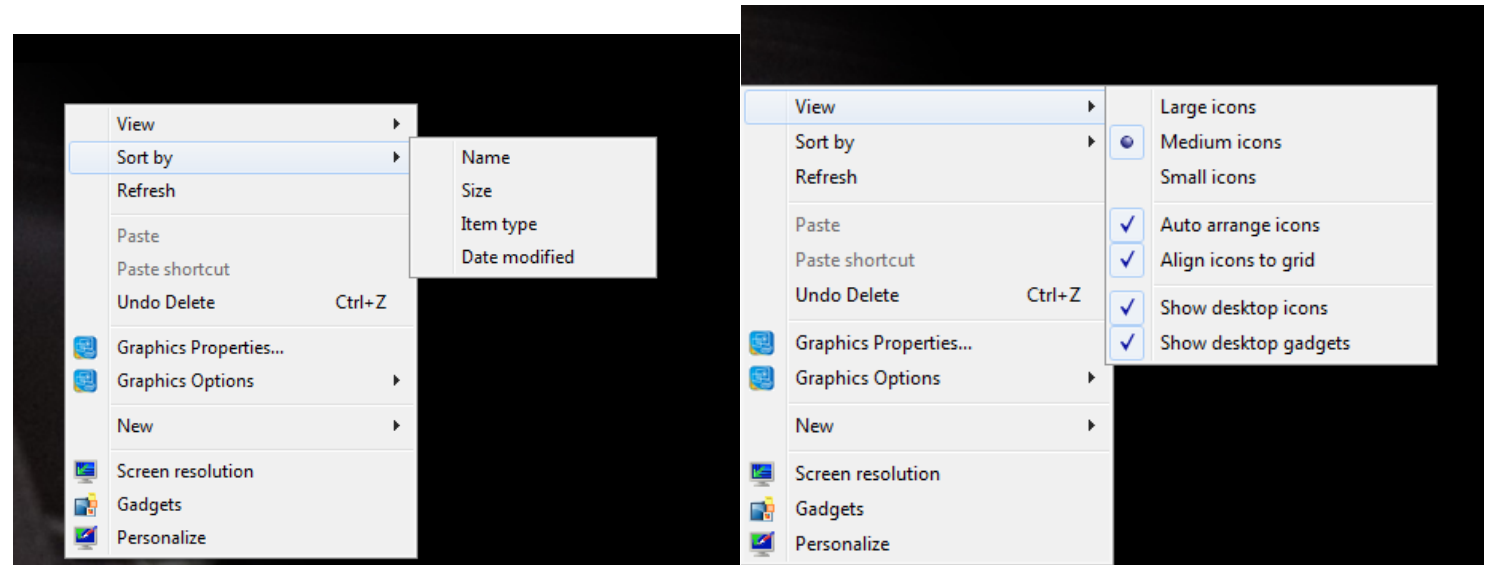 View
Sort by
Refresh
Paste
Paste shortcut
Undo Delete Ctrl+Z
Graphics Properties...
Graphics Options
New
Screen resolution
Gadgets
Personalize
Name
Size
Item type
Date modified
View
Sort by
Refresh
Paste
Paste shortcut
Undo Delete Ctrl+Z
Graphics Properties...
Graphics Options
New
Screen resolution
Gadgets
Personalize
Large icons
Medium icons
Small icons
Auto arrange icons
Align icons to grid
Show desktop icons
Show desktop gadgets